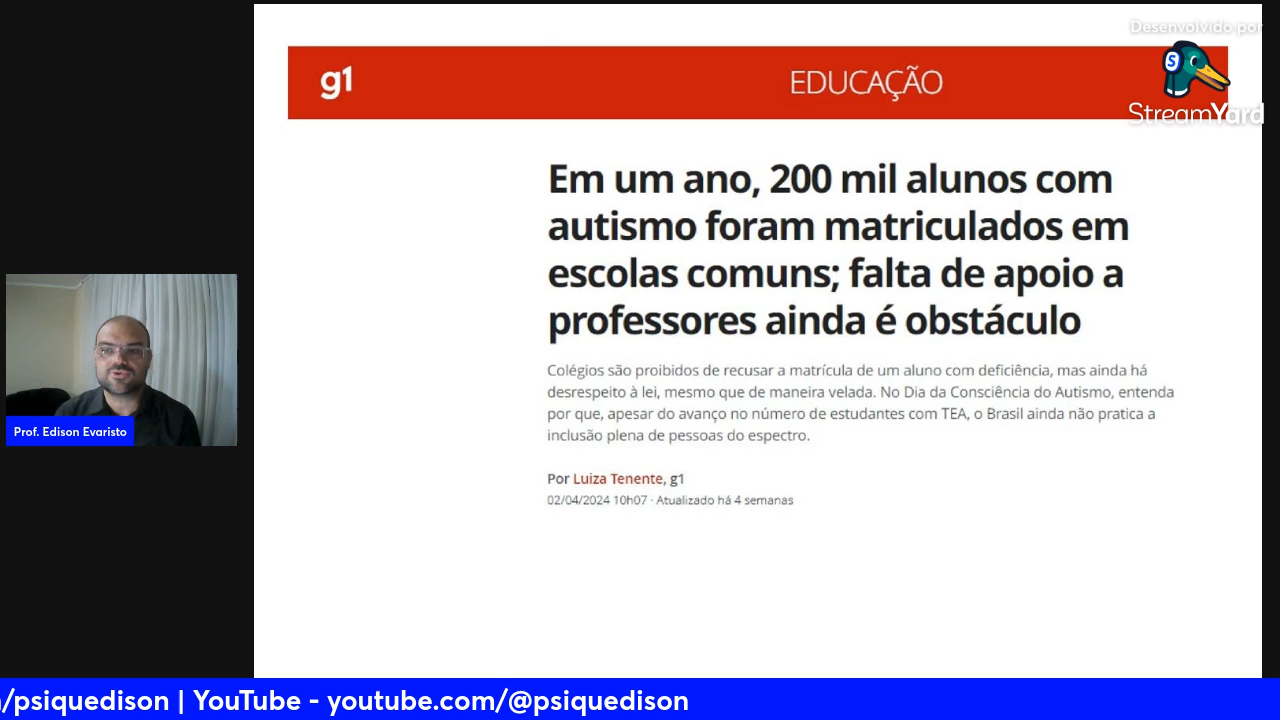 Desenvolvido por
S
StreamYard
g1
EDUCAÇÃO
Em um ano, 200 mil alunos com
autismo foram matriculados em
escolas comuns; falta de apoio a
professores ainda é obstáculo
Colégios são proibidos de recusar a matrícula de um aluno com deficiência, mas ainda há
desrespeito à lei, mesmo que de maneira velada. No Dia da Consciência do Autismo, entenda
por que, apesar do avanço no número de estudantes com TEA, o Brasil ainda não pratica a
inclusão plena de pessoas do espectro.
Por Luiza Tenente, g1
02/04/2024 10h07 · Atualizado há 4 semanas
Prof. Edison Evaristo
/psiquedison | YouTube - youtube.com/@psiquedison